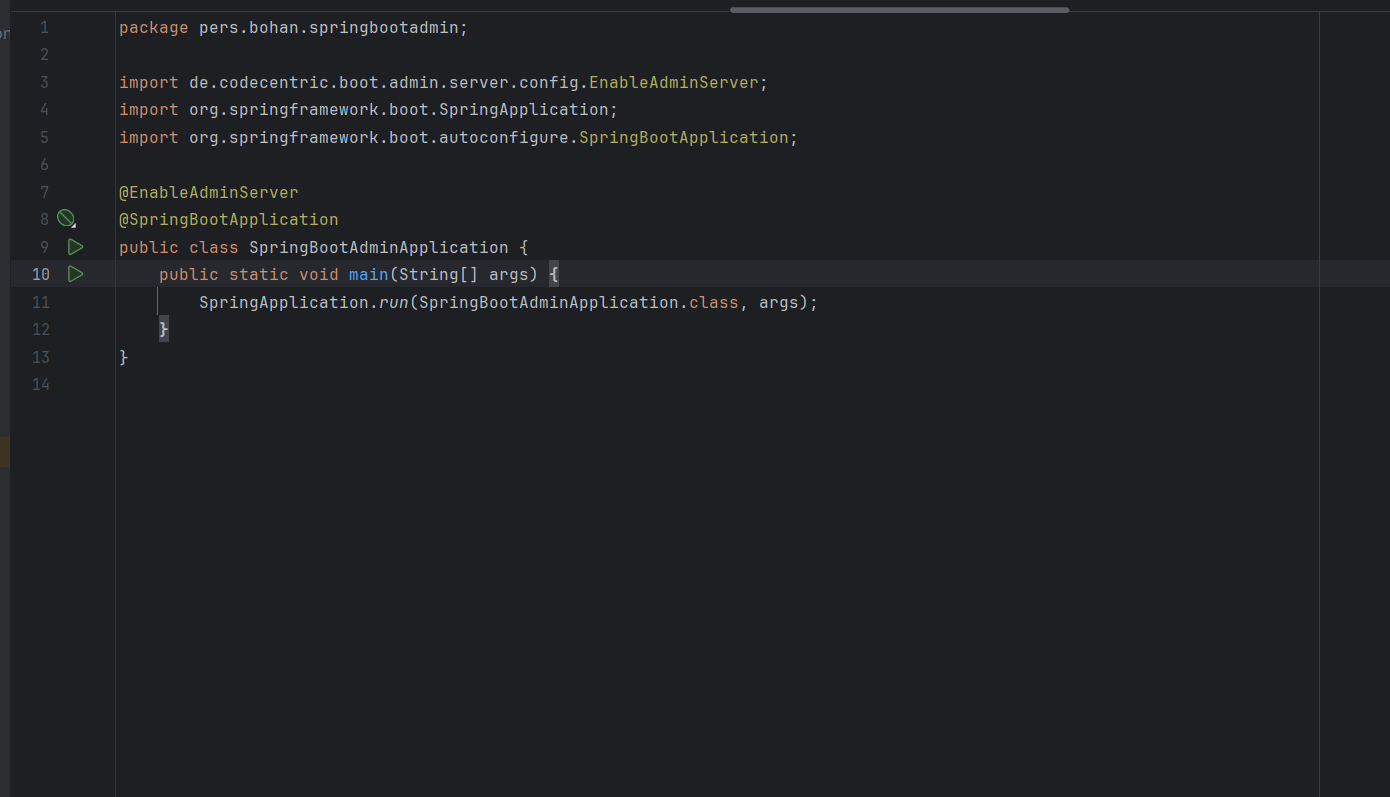 1 package pers.bohan.springbootadmin;
2
3 import de.codecentric.boot.admin.server.config.EnableAdminServer;
4 import org.springframework.boot.SpringApplication;
5 import org.springframework.boot.autoconfigure.SpringBootApplication;
6
7 @EnableAdminServer
8 @SpringBootApplication
9 public class SpringBootAdminApplication {
10     public static void main(String[] args) {
11         SpringApplication.run(SpringBootAdminApplication.class, args);
12     }
13 }
14